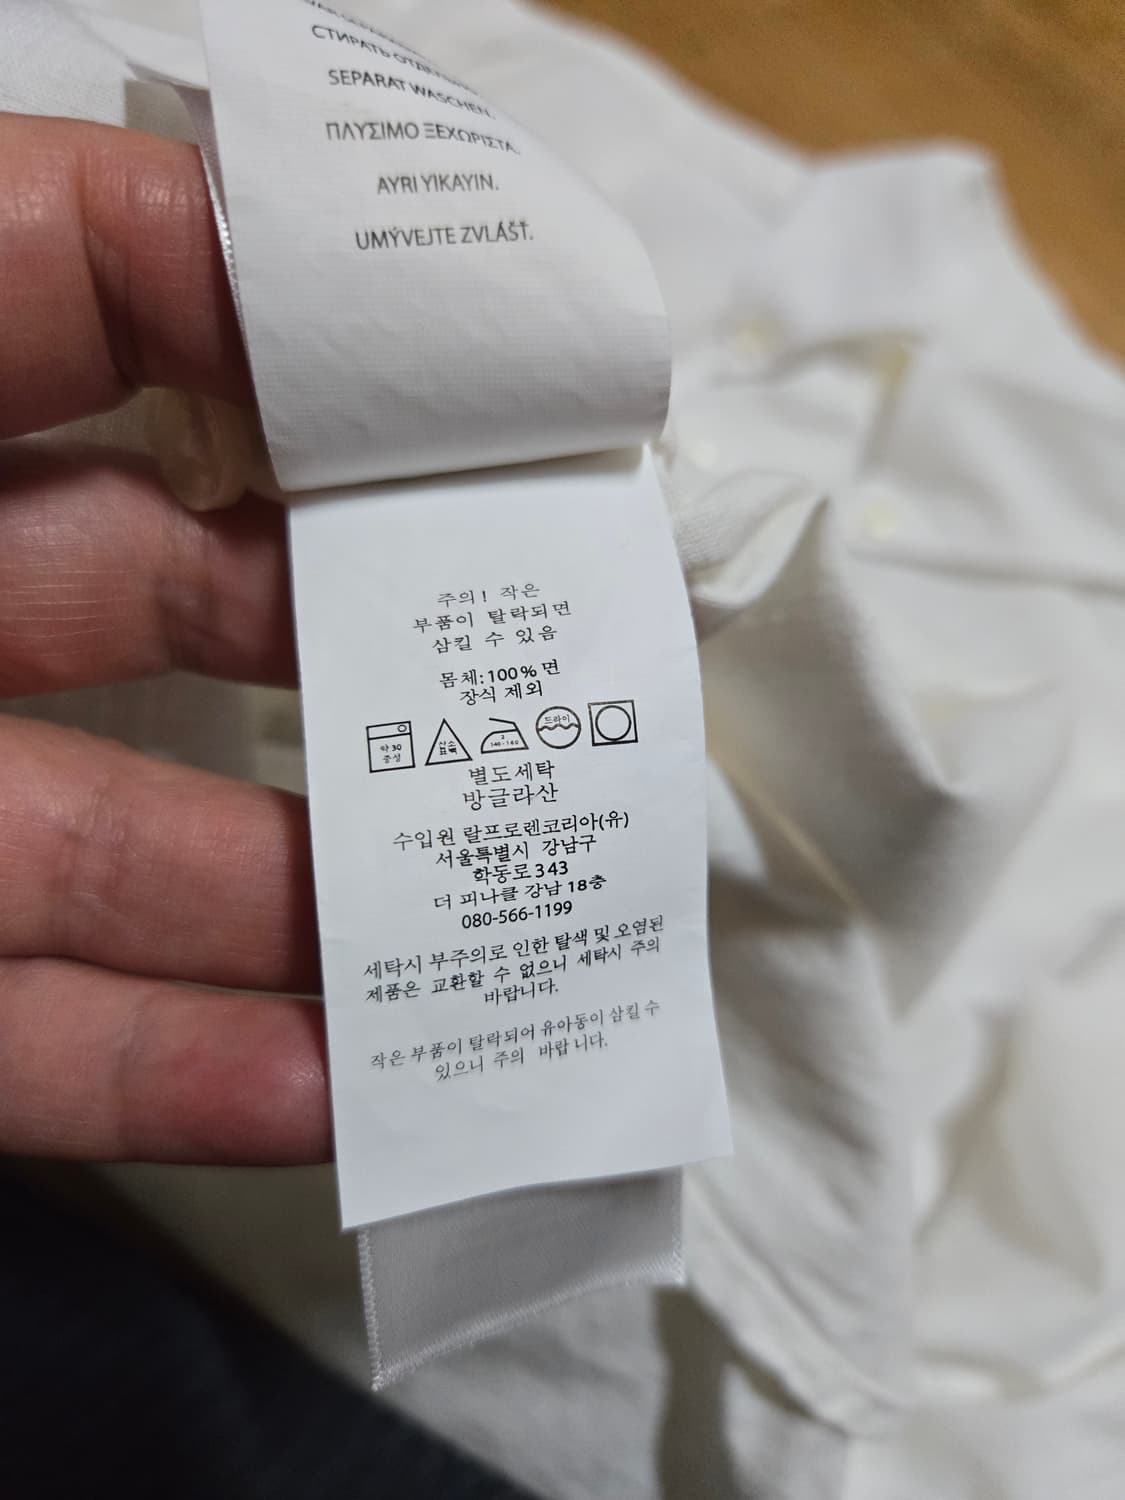 СТИРАТЬ ОТДЕЛЬНО.
SEPARAT WASCHEN.
ΠΛΥΣΙΜΟ ΞΕΧΩΡΙΣΤΑ.
AYRI YIKAYIN.
UMÝVEJTE ZVLÁŠŤ.
주의! 작은
부품이 탈락되면
삼킬 수 있음
몸체:100% 면
장식 제외
약 30
중성
산소
표백
2
140-160
드라이
별도세탁
방글라산
수입원 랄프로렌코리아(유)
서울특별시 강남구
학동로343
더 피나클 강남 18층
080-566-1199
세탁시 부주의로 인한 탈색 및 오염된
제품은 교환할 수 없으니 세탁시 주의
바랍니다.
작은 부품이 탈락되어 유아동이 삼킬 수
있으니 주의 바랍니다.